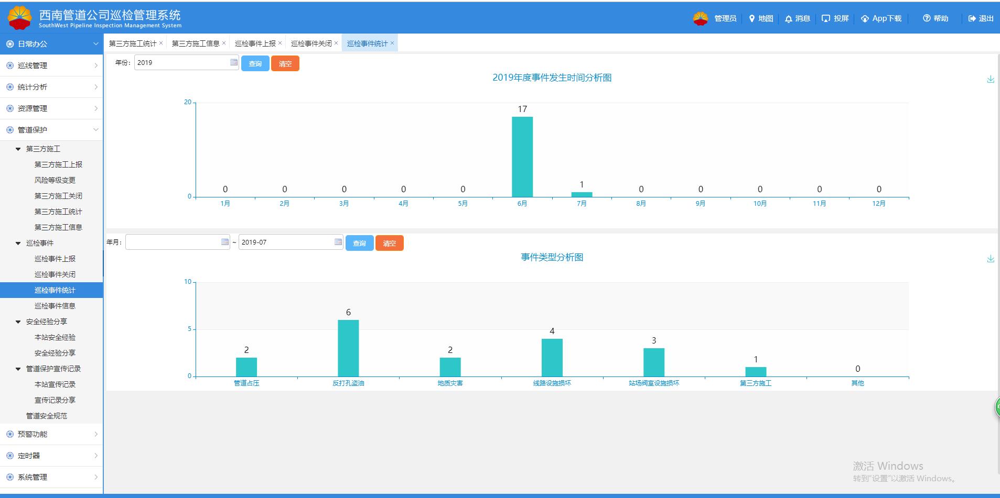 西南管道公司巡检管理系统
SouthWest Pipeline Inspection Management System
管理员 地图 消息 投屏 App下载 帮助 退出
日常办公
巡线管理
统计分析
资源管理
管道保护
第三方施工
第三方施工上报
风险等级变更
第三方施工关闭
第三方施工统计
第三方施工信息
巡检事件
巡检事件上报
巡检事件关闭
巡检事件统计
巡检事件信息
安全经验分享
本站安全经验
安全经验分享
管道保护宣传记录
本站宣传记录
宣传记录分享
管道安全规范
预警功能
定时器
系统管理
第三方施工统计 × 第三方施工信息 × 巡检事件上报 × 巡检事件关闭 × 巡检事件统计 ×
年份： 2019 查询 清空
2019年度事件发生时间分析图
20
17
0 0 0 0 0 1 0 0 0 0 0
0
1月 2月 3月 4月 5月 6月 7月 8月 9月 10月 11月 12月
年月： ~ 2019-07 查询 清空
事件类型分析图
10
5
0
2 6 2 4 3 1 0
管道占压 反打孔盗油 地质灾害 线路设施损坏 站场阀室设施损坏 第三方施工 其他
激活 Windows
转到"设置"以激活 Windows。